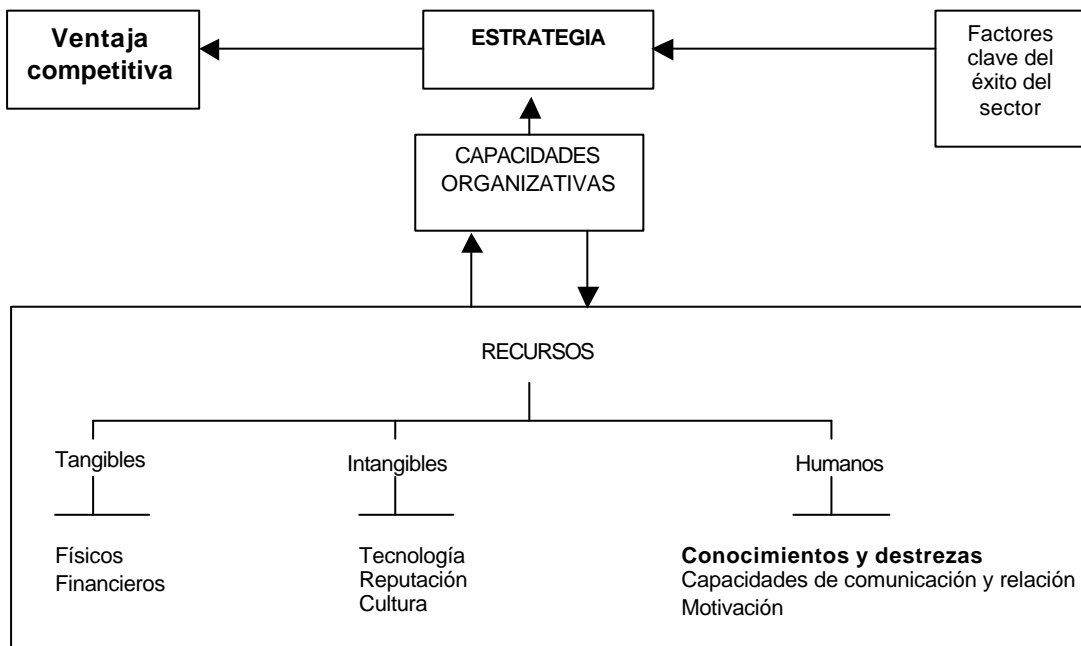 Ventaja
competitiva
ESTRATEGIA
Factores
clave del
éxito del
sector
CAPACIDADES
ORGANIZATIVAS
RECURSOS
Tangibles
Intangibles
Humanos
Físicos
Financieros
Tecnología
Reputación
Cultura
Conocimientos y destrezas
Capacidades de comunicación y relación
Motivación